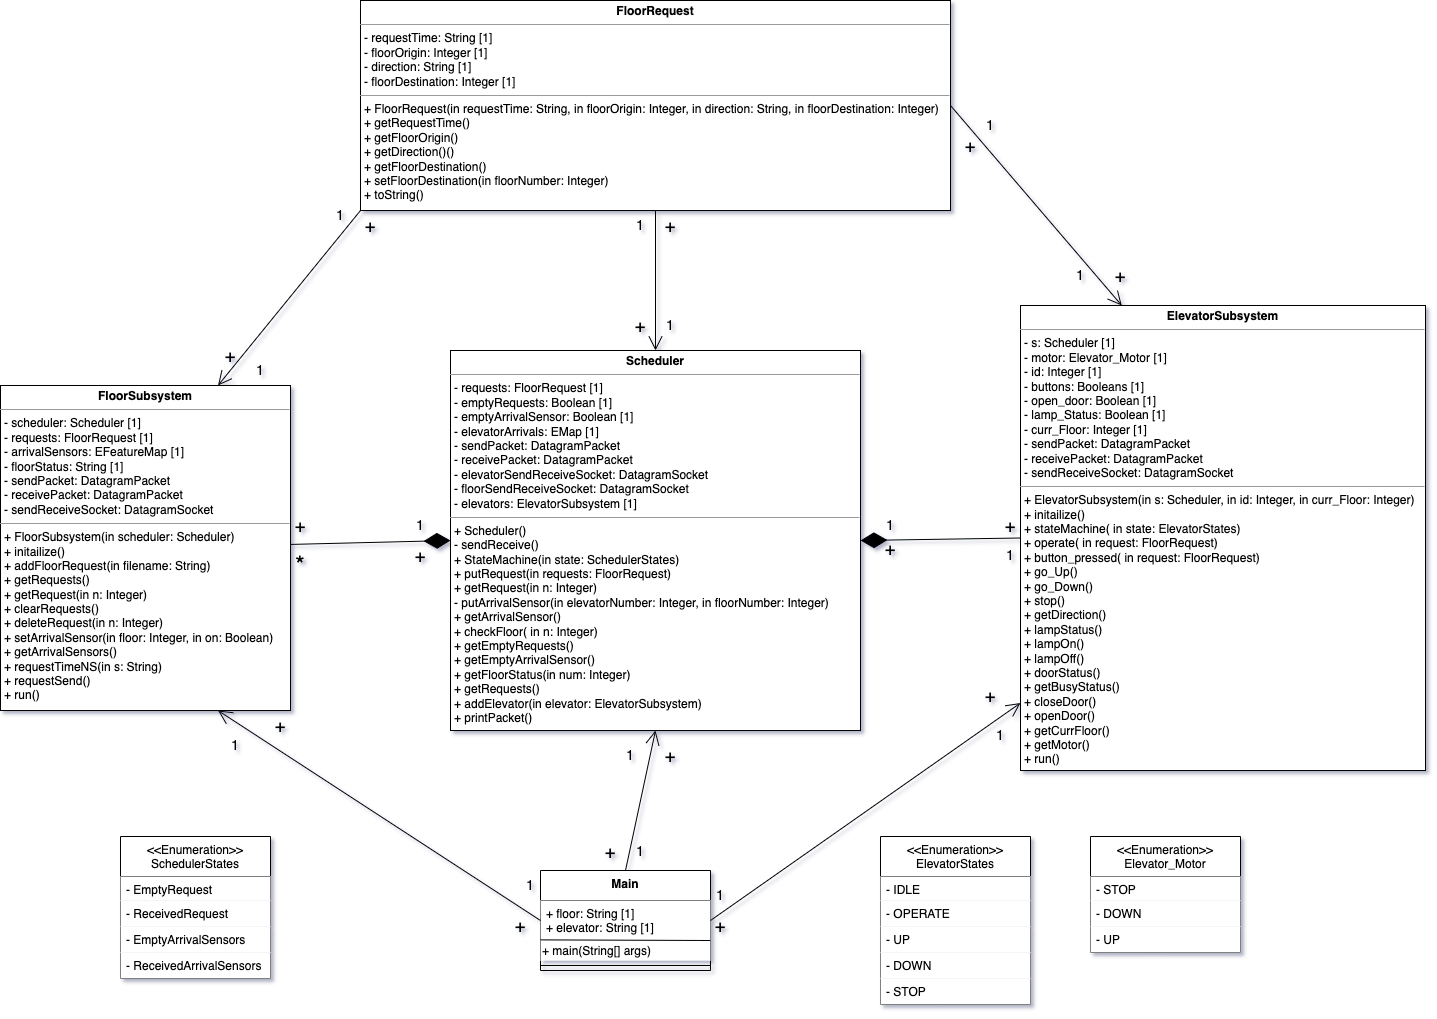 FloorRequest
- requestTime: String [1]
- floorOrigin: Integer [1]
- direction: String [1]
- floorDestination: Integer [1]
+ FloorRequest(in requestTime: String, in floorOrigin: Integer, in direction: String, in floorDestination: Integer)
+ getRequestTime()
+ getFloorOrigin()
+ getDirection()()
+ getFloorDestination()
+ setFloorDestination(in floorNumber: Integer)
+ toString()
1
+
1
+
1
+
1
+
+
1
+
1
FloorSubsystem
- scheduler: Scheduler [1]
- requests: FloorRequest [1]
- arrivalSensors: EFeatureMap [1]
- floorStatus: String [1]
- sendPacket: DatagramPacket
- receivePacket: DatagramPacket
- sendReceiveSocket: DatagramSocket
+ FloorSubsystem(in scheduler: Scheduler)
+ initailize()
+ addFloorRequest(in filename: String)
+ getRequests()
+ getRequest(in n: Integer)
+ clearRequests()
+ deleteRequest(in n: Integer)
+ setArrivalSensor(in floor: Integer, in on: Boolean)
+ getArrivalSensors()
+ requestTimeNS(in s: String)
+ requestSend()
+ run()
+
*
1
+
Scheduler
- requests: FloorRequest [1]
- emptyRequests: Boolean [1]
- emptyArrivalSensor: Boolean [1]
- elevatorArrivals: EMap [1]
- sendPacket: DatagramPacket
- receivePacket: DatagramPacket
- elevatorSendReceiveSocket: DatagramSocket
- floorSendReceiveSocket: DatagramSocket
- elevators: ElevatorSubsystem [1]
+ Scheduler()
- sendReceive()
+ StateMachine(in state: SchedulerStates)
+ putRequest(in requests: FloorRequest)
+ getRequest(in n: Integer)
- putArrivalSensor(in elevatorNumber: Integer, in floorNumber: Integer)
+ getArrivalSensor()
+ checkFloor( in n: Integer)
+ getEmptyRequests()
+ getEmptyArrivalSensor()
+ getFloorStatus(in num: Integer)
+ getRequests()
+ addElevator(in elevator: ElevatorSubsystem)
+ printPacket()
1
+
+
1
ElevatorSubsystem
- s: Scheduler [1]
- motor: Elevator_Motor [1]
- id: Integer [1]
- buttons: Booleans [1]
- open_door: Boolean [1]
- lamp_Status: Boolean [1]
- curr_Floor: Integer [1]
- sendPacket: DatagramPacket
- receivePacket: DatagramPacket
- sendReceiveSocket: DatagramSocket
+ ElevatorSubsystem(in s: Scheduler, in id: Integer, in curr_Floor: Integer)
+ initailize()
+ stateMachine( in state: ElevatorStates)
+ operate( in request: FloorRequest)
+ button_pressed( in request: FloorRequest)
+ go_Up()
+ go_Down()
+ stop()
+ getDirection()
+ lampStatus()
+ lampOn()
+ lampOff()
+ doorStatus()
+ getBusyStatus()
+ closeDoor()
+ openDoor()
+ getCurrFloor()
+ getMotor()
+ run()
+
1
1
+
+
1
+
1
1
+
1
+
<<Enumeration>>
SchedulerStates
- EmptyRequest
- ReceivedRequest
- EmptyArrivalSensors
- ReceivedArrivalSensors
Main
+ floor: String [1]
+ elevator: String [1]
+ main(String[] args)
<<Enumeration>>
ElevatorStates
- IDLE
- OPERATE
- UP
- DOWN
- STOP
<<Enumeration>>
Elevator_Motor
- STOP
- DOWN
- UP